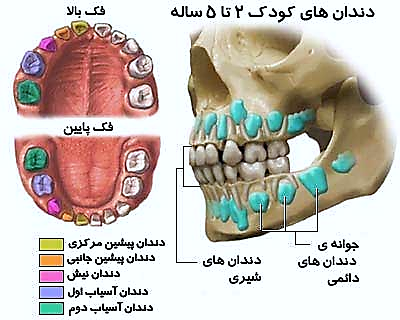 دندان های کودک ۲ تا ۵ ساله
فک بالا
فک پایین
دندان پیشین مرکزی
دندان پیشین جانبی
دندان نیش
دندان آسیاب اول
دندان آسیاب دوم
دندان های
شیری
جوانه ی
دندان های
دائمی